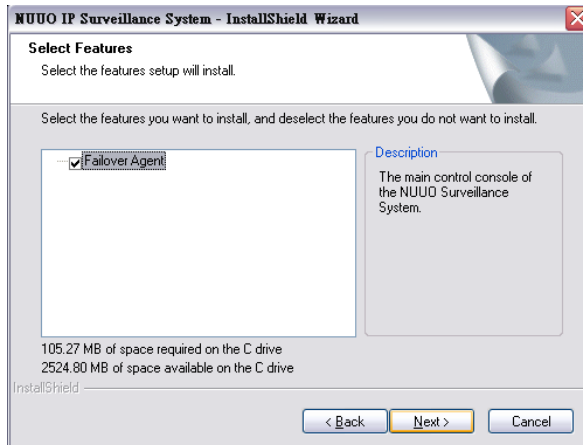 NUUO IP Surveillance System - InstallShield Wizard
Select Features
Select the features setup will install.
Select the features you want to install, and deselect the features you do not want to install.
Failover Agent
Description
The main control console of
the NUUO Surveillance
System.
105.27 MB of space required on the C drive
2524.80 MB of space available on the C drive
InstallShield
< Back
Next >
Cancel